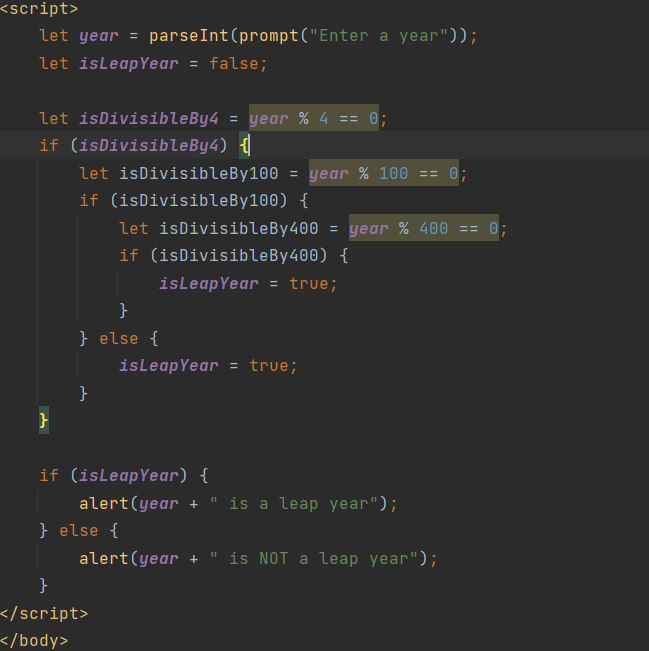 <script>
    let year = parseInt(prompt("Enter a year"));
    let isLeapYear = false;

    let isDivisibleBy4 = year % 4 == 0;
    if (isDivisibleBy4) {
        let isDivisibleBy100 = year % 100 == 0;
        if (isDivisibleBy100) {
            let isDivisibleBy400 = year % 400 == 0;
            if (isDivisibleBy400) {
                isLeapYear = true;
            }
        } else {
            isLeapYear = true;
        }
    }

    if (isLeapYear) {
        alert(year + " is a leap year");
    } else {
        alert(year + " is NOT a leap year");
    }
</script>
</body>